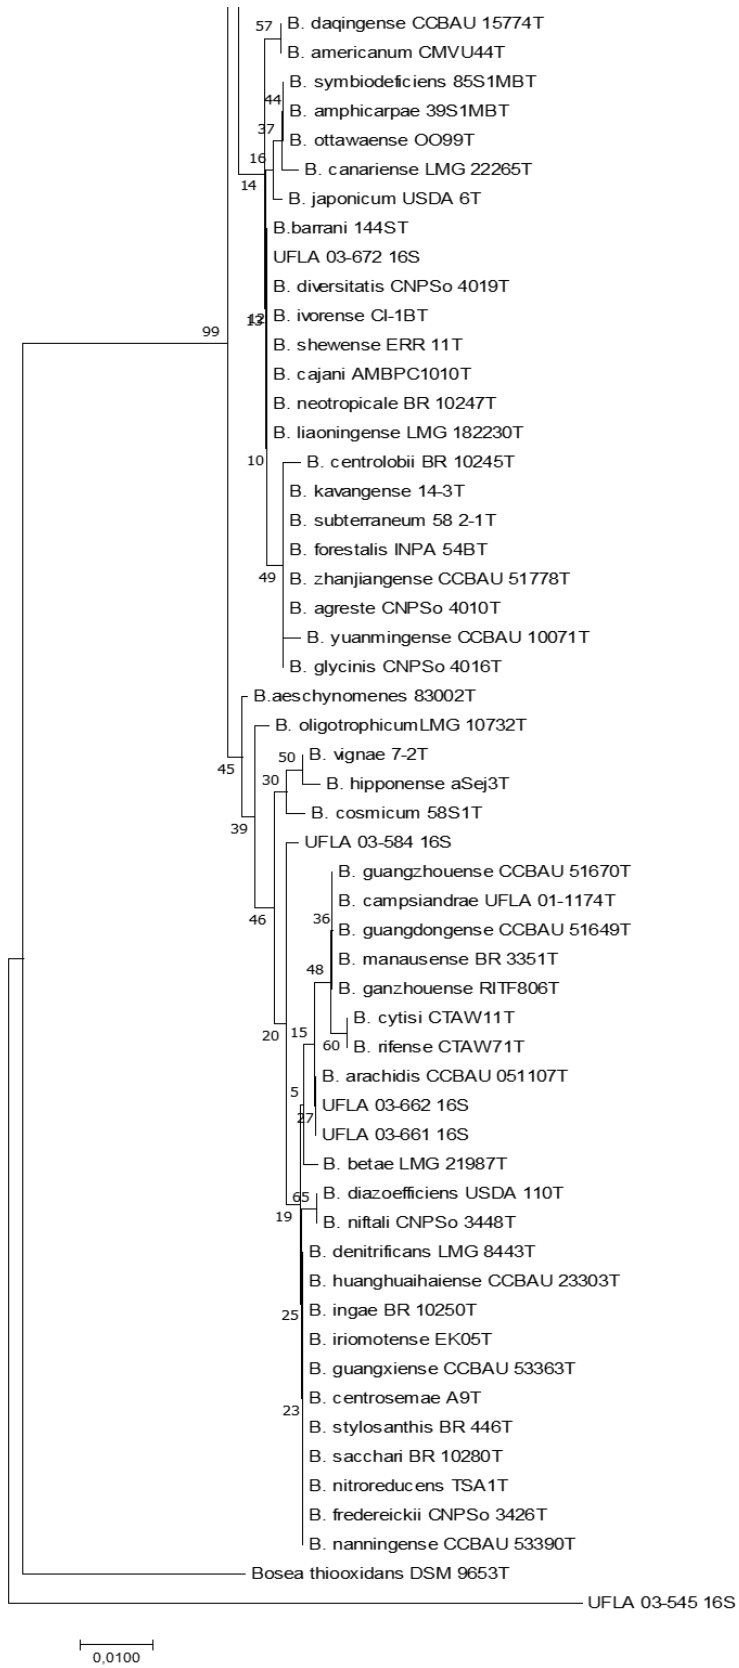 57
B. daqingense CCBAU 15774T
B. americanum CMVU44T
B. symbiodeficiens 85S1MBT
44
B. amphicarpae 39S1MBT
37
B. ottawaense OO99T
16
B. canariense LMG 22265T
14
B. japonicum USDA 6T
B.barrani 144ST
UFLA 03-672 16S
B. diversitatis CNPSo 4019T
12
13
B. ivorense CI-1BT
99
B. shewense ERR 11T
B. cajani AMBPC1010T
B. neotropicale BR 10247T
B. liaoningense LMG 182230T
10
B. centrolobii BR 10245T
B. kavangense 14-3T
B. subterraneum 58 2-1T
B. forestalis INPA 54BT
49
B. zhanjiangense CCBAU 51778T
B. agreste CNPSo 4010T
B. yuanmingense CCBAU 10071T
B. glycinis CNPSo 4016T
B.aeschynomenes 83002T
B. oligotrophicumLMG 10732T
50
B. vignae 7-2T
45
30
B. hipponense aSej3T
B. cosmicum 58S1T
39
UFLA 03-584 16S
B. guangzhouense CCBAU 51670T
B. campsiandrae UFLA 01-1174T
46
36
B. guangdongense CCBAU 51649T
B. manausense BR 3351T
48
B. ganzhouense RITF806T
B. cytisi CTAW11T
20
15
60
B. rifense CTAW71T
B. arachidis CCBAU 051107T
5
UFLA 03-662 16S
27
UFLA 03-661 16S
B. betae LMG 21987T
65
B. diazoefficiens USDA 110T
19
B. niftali CNPSo 3448T
B. denitrificans LMG 8443T
B. huanghuaihaiense CCBAU 23303T
25
B. ingae BR 10250T
B. iriomotense EK05T
B. guangxiense CCBAU 53363T
B. centrosemae A9T
23
B. stylosanthis BR 446T
B. sacchari BR 10280T
B. nitroreducens TSA1T
B. fredereickii CNPSo 3426T
B. nanningense CCBAU 53390T
Bosea thiooxidans DSM 9653T
UFLA 03-545 16S
0,0100